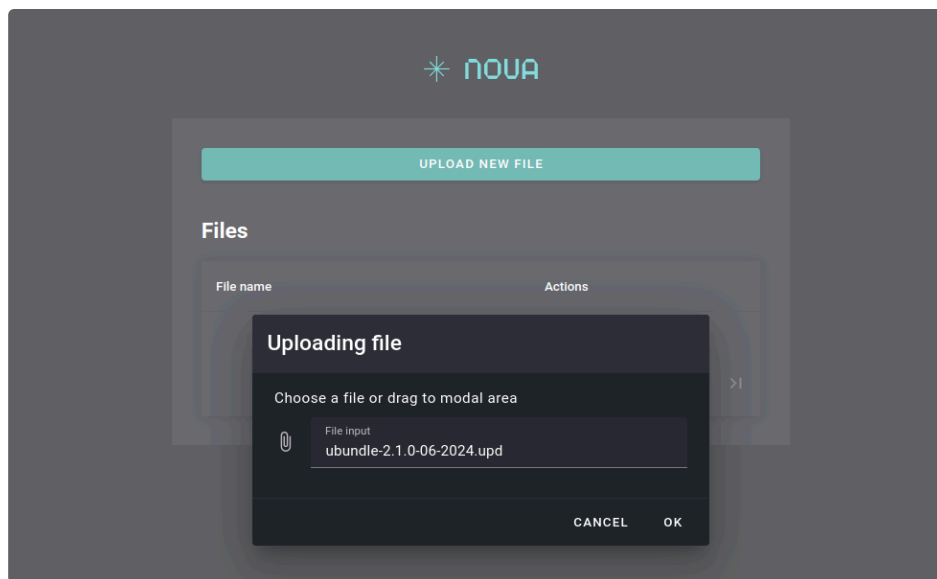 NOVA
UPLOAD NEW FILE
Files
File name Actions
Uploading file
Choose a file or drag to modal area
File input
ubundle-2.1.0-06-2024.upd
CANCEL OK